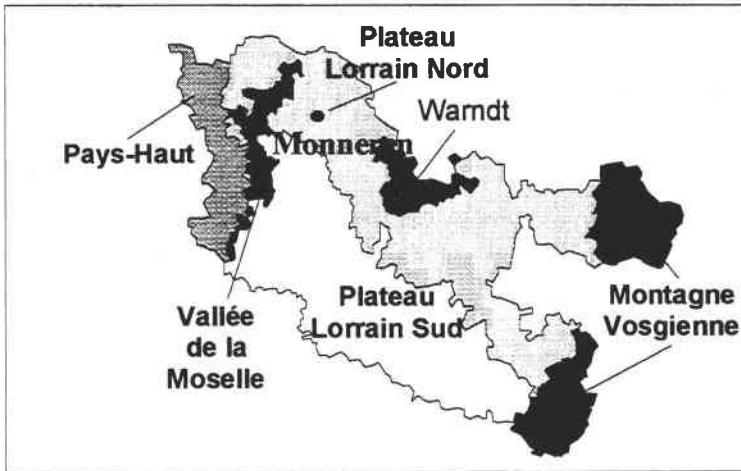 Plateau
Lorrain Nord
Warndt
Pays-Haut
Plateau
Lorrain Sud
Vallée
de la
Moselle
Montagne
Vosgienne